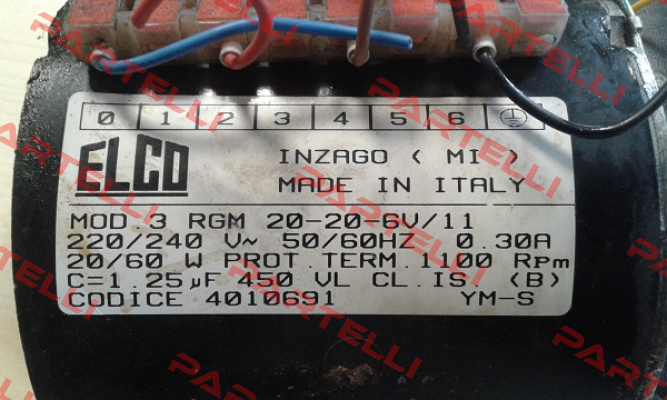 0 1 2 3 4 5 6
ELCO
INZAGO ( MI )
MADE IN ITALY
MOD.3 RGM 20-20-6V/11
220/240 V~ 50/60HZ 0.30A
20/60 W PROT.TERM.1100 Rpm
C=1.25µF 450 VL CL.IS. (B)
CODICE 4010691 YM-S
PARTELLI
PARTELLI
PARTELLI
PARTELLI
PARTELLI
PARTELLI
PARTELLI